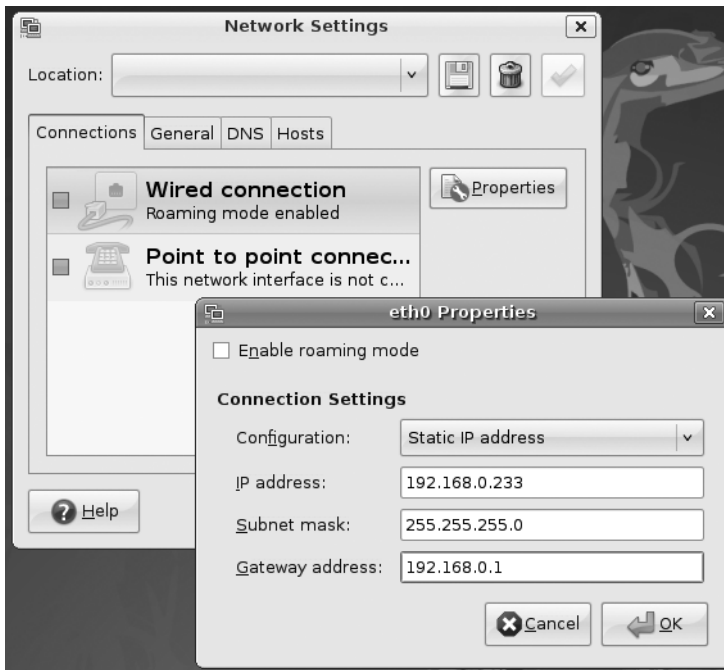 Network Settings
Location:
Connections General DNS Hosts
Wired connection
Roaming mode enabled
Properties
Point to point connec...
This network interface is not c...
Help
eth0 Properties
Enable roaming mode
Connection Settings
Configuration: Static IP address
IP address: 192.168.0.233
Subnet mask: 255.255.255.0
Gateway address: 192.168.0.1
Cancel OK